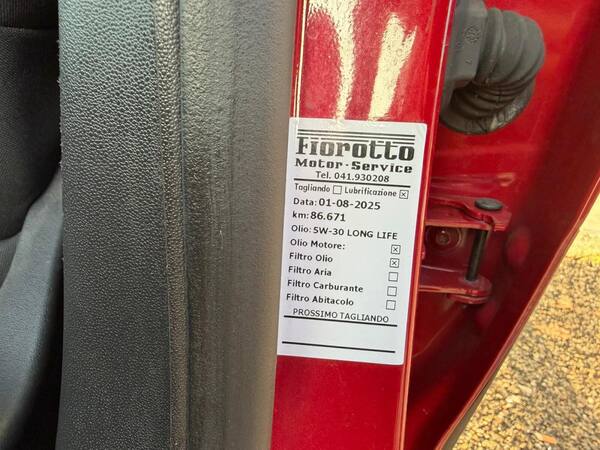 Fiorotto
Motor-Service
Tel. 041.930208
Tagliando ☐ Lubrificazione ☒
Data: 01-08-2025
km: 86.671
Olio: 5W-30 LONG LIFE
Olio Motore: ☒
Filtro Olio ☒
Filtro Aria ☐
Filtro Carburante ☐
Filtro Abitacolo ☐
PROSSIMO TAGLIANDO